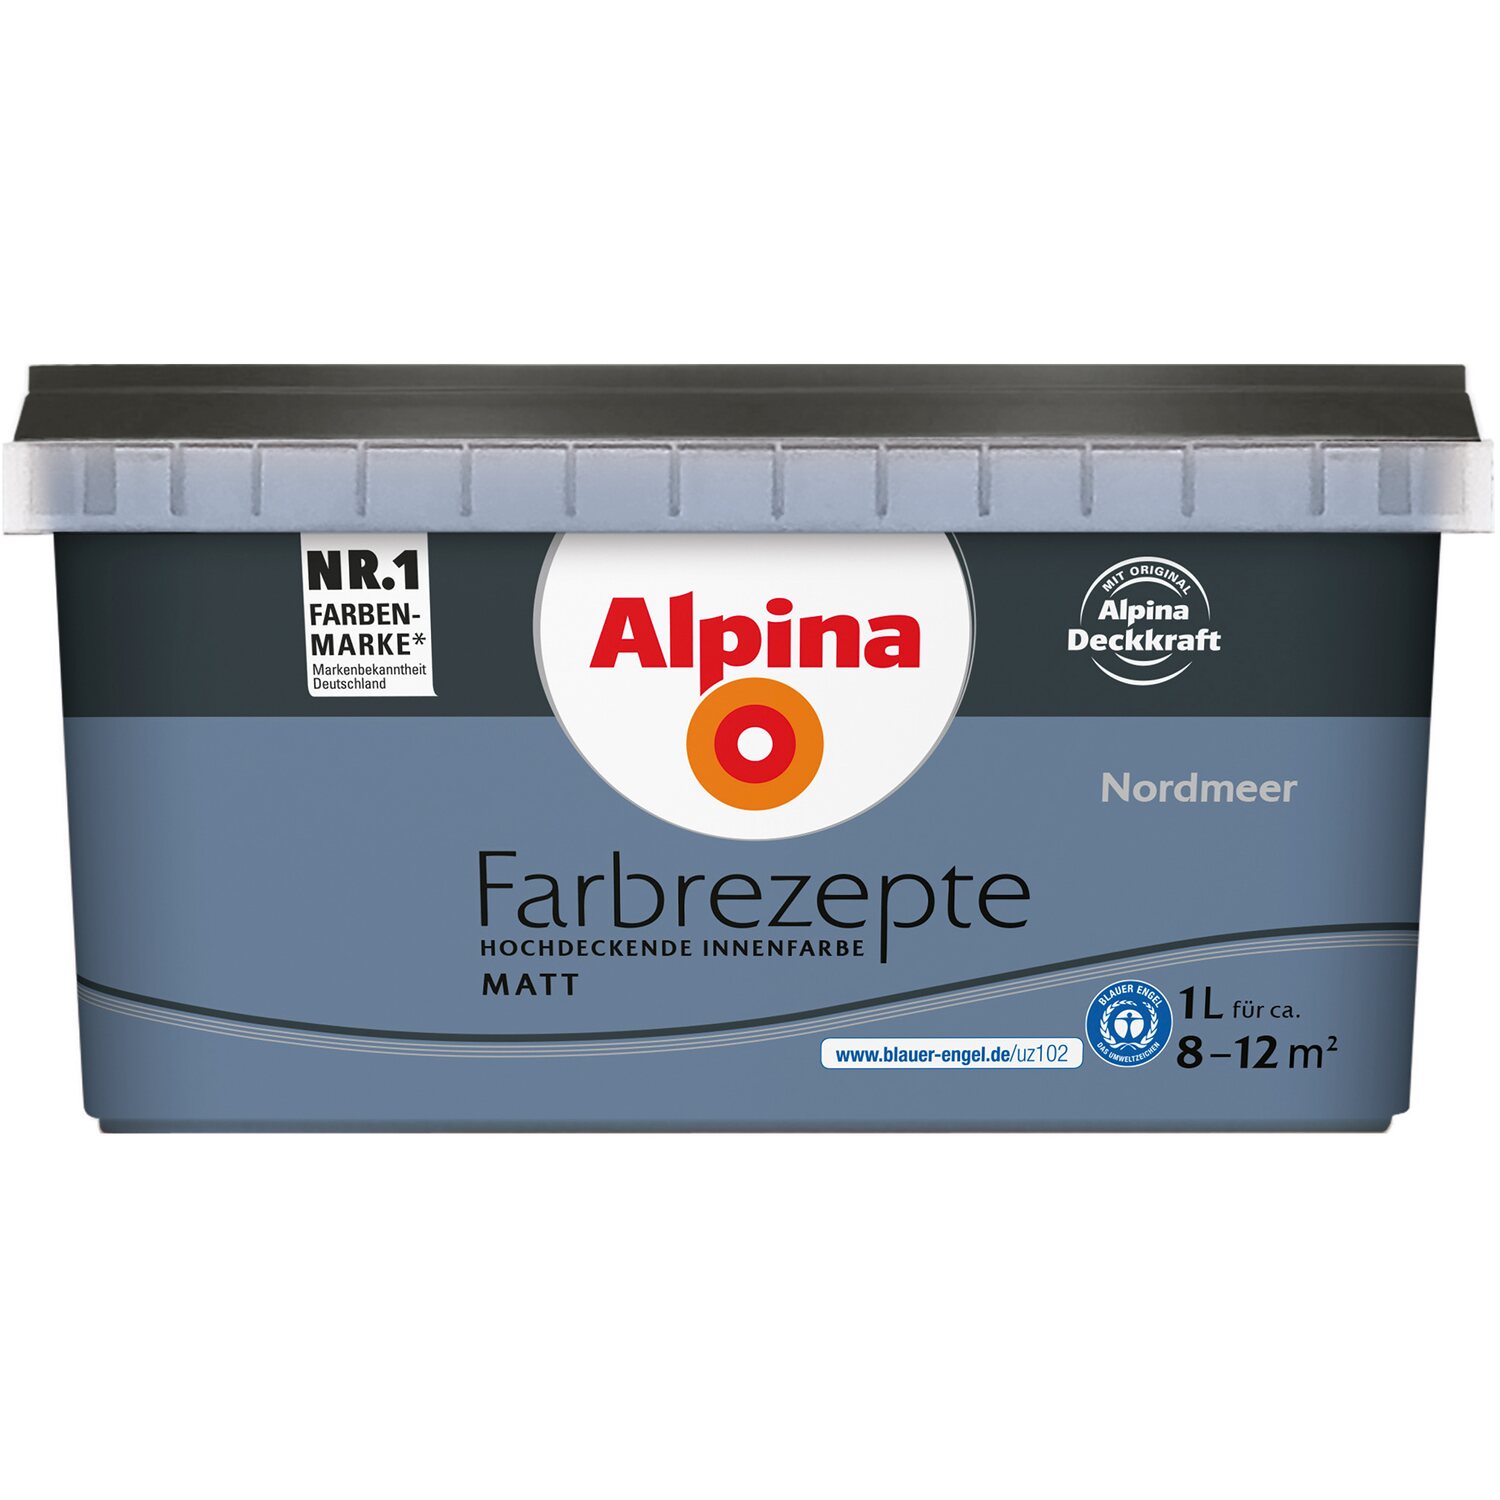 NR.1
FARBEN-
MARKE*
Markenbekanntheit
Deutschland
Alpina
MIT ORIGINAL
Alpina
Deckkraft
Nordmeer
Farbrezepte
HOCHDECKENDE INNENFARBE
MATT
www.blauer-engel.de/uz102
BLAUER ENGEL
DAS UMWELTZEICHEN
1L für ca.
8–12 m²